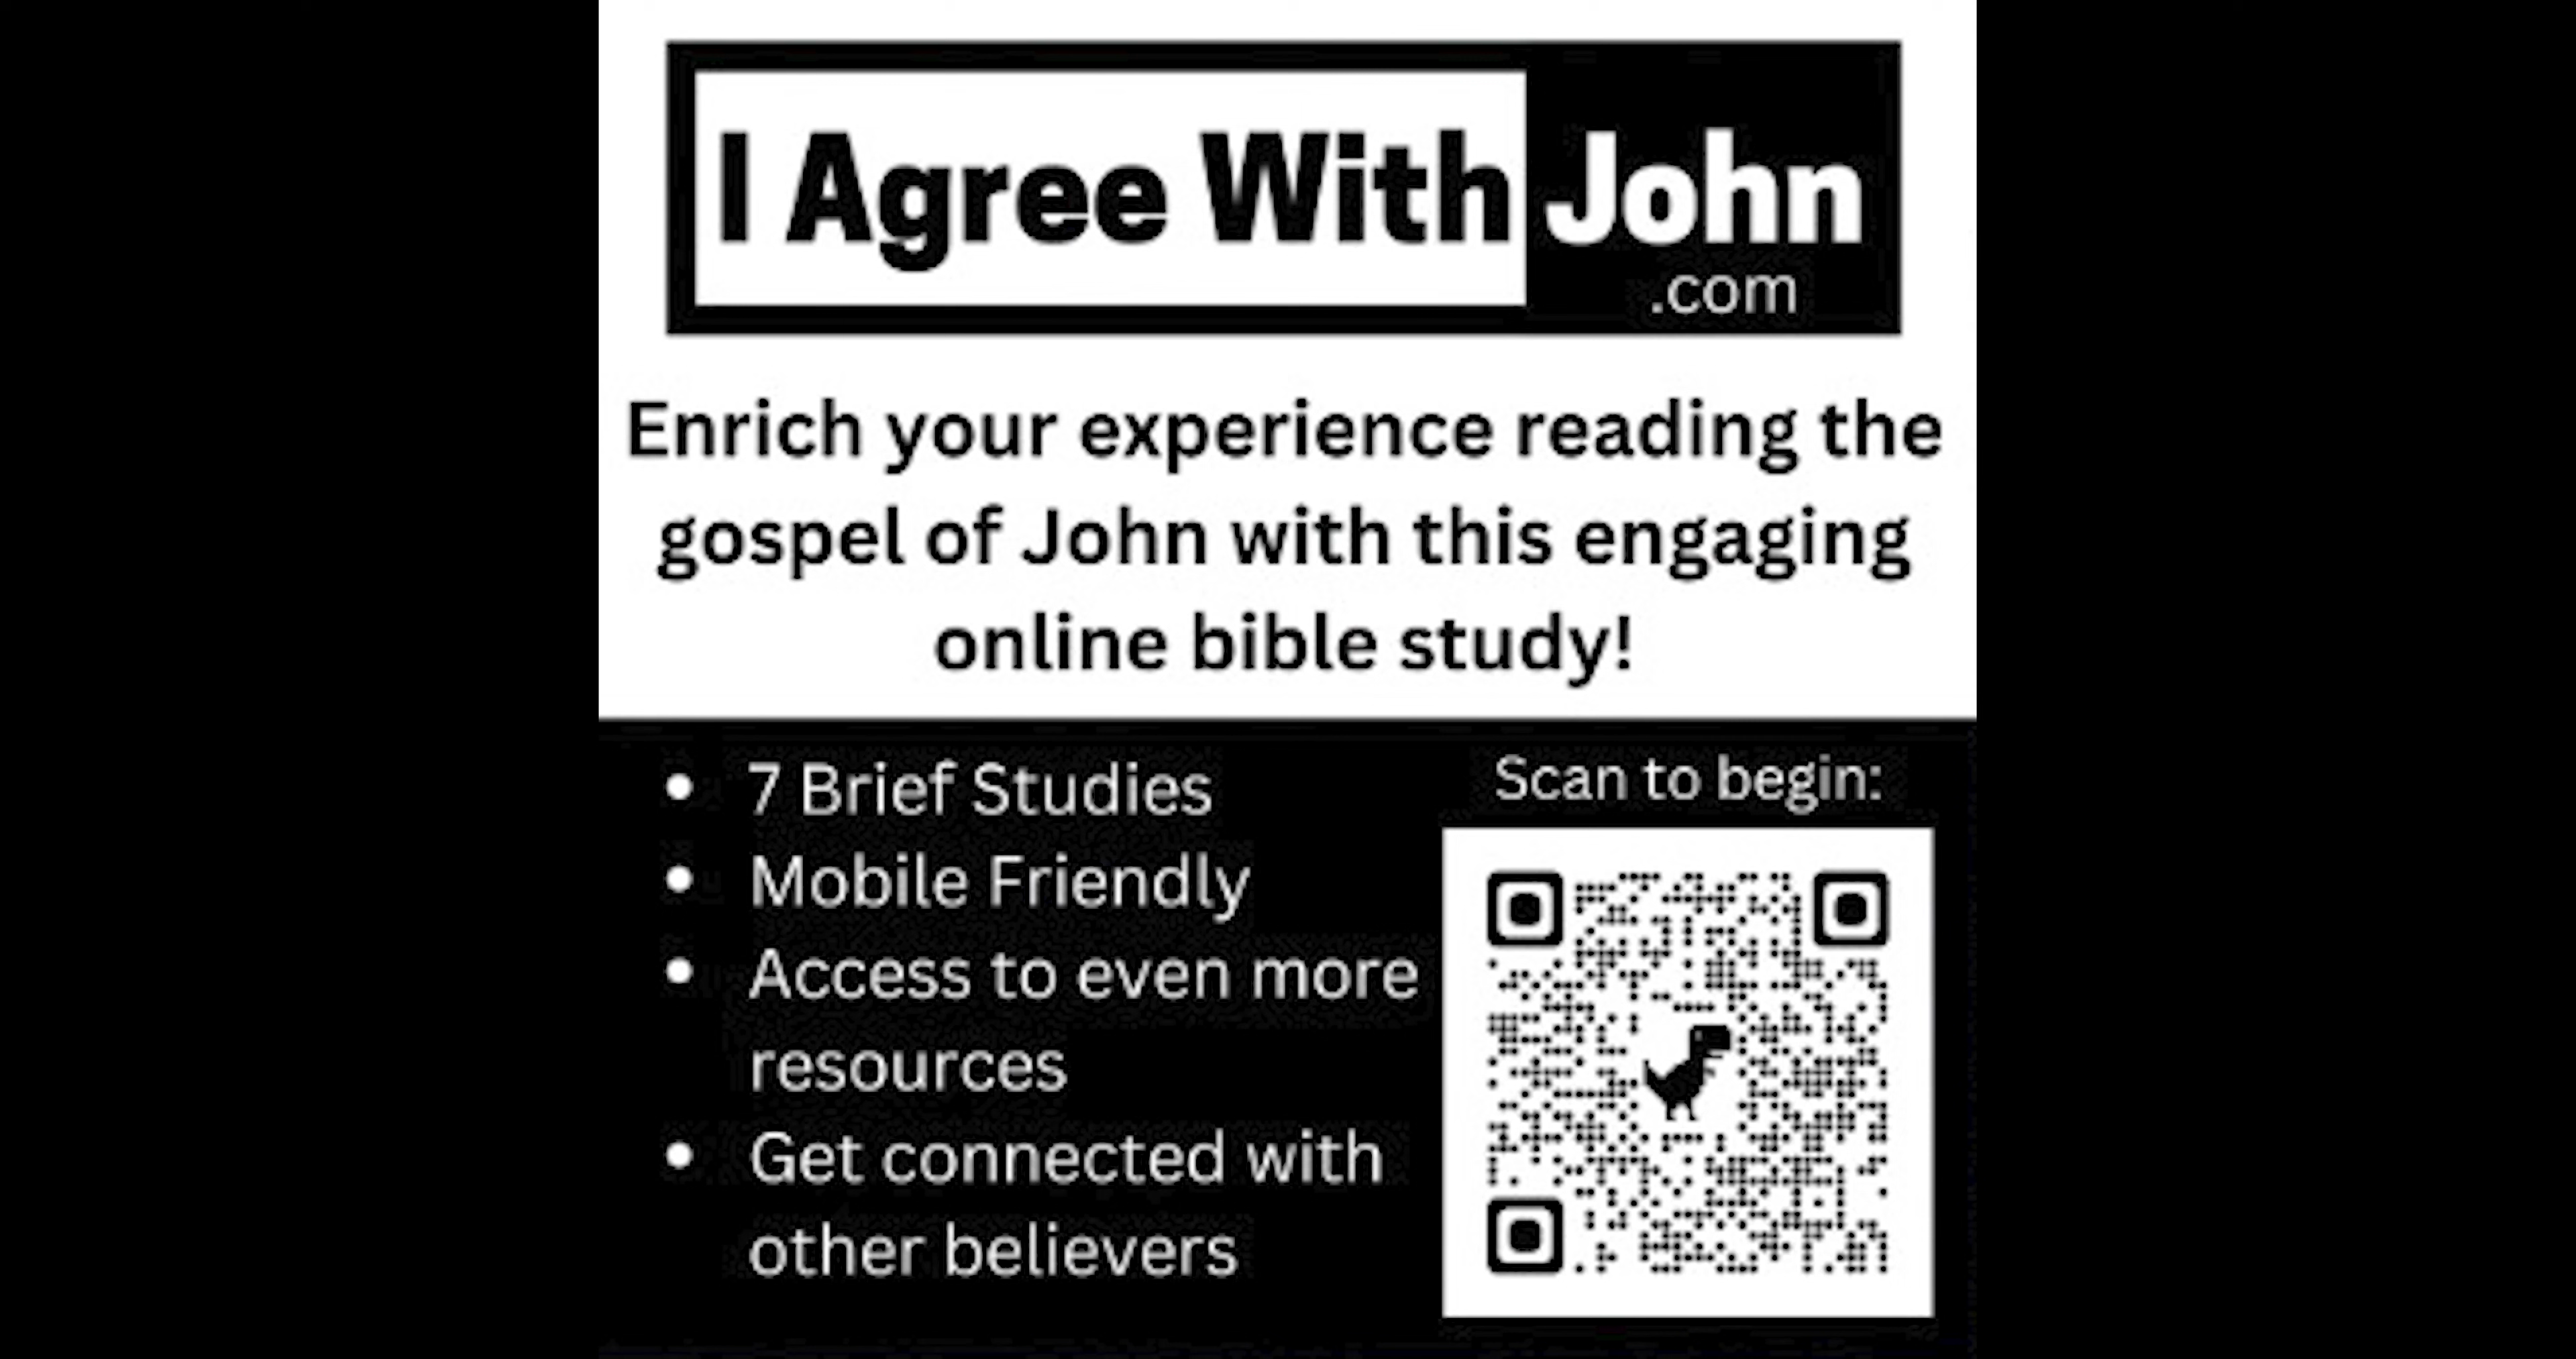 I Agree With John
.com
Enrich your experience reading the
gospel of John with this engaging
online bible study!
• 7 Brief Studies
• Mobile Friendly
• Access to even more
resources
• Get connected with
other believers
Scan to begin: